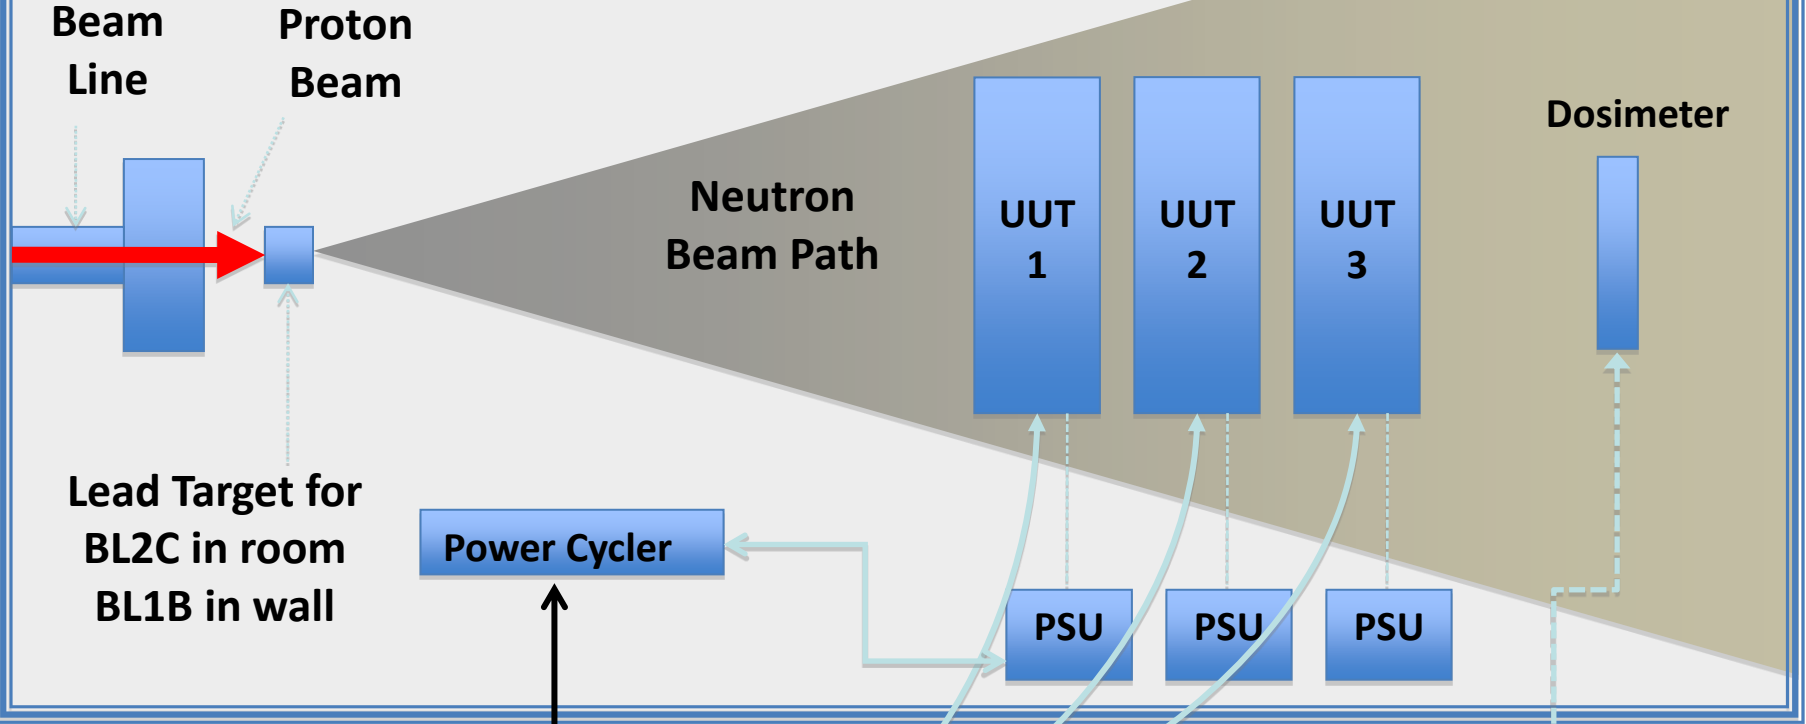 Beam
Line
Proton
Beam
Dosimeter
Neutron
Beam Path
UUT
1
UUT
2
UUT
3
Lead Target for
BL2C in room
BL1B in wall
Power Cycler
PSU
PSU
PSU